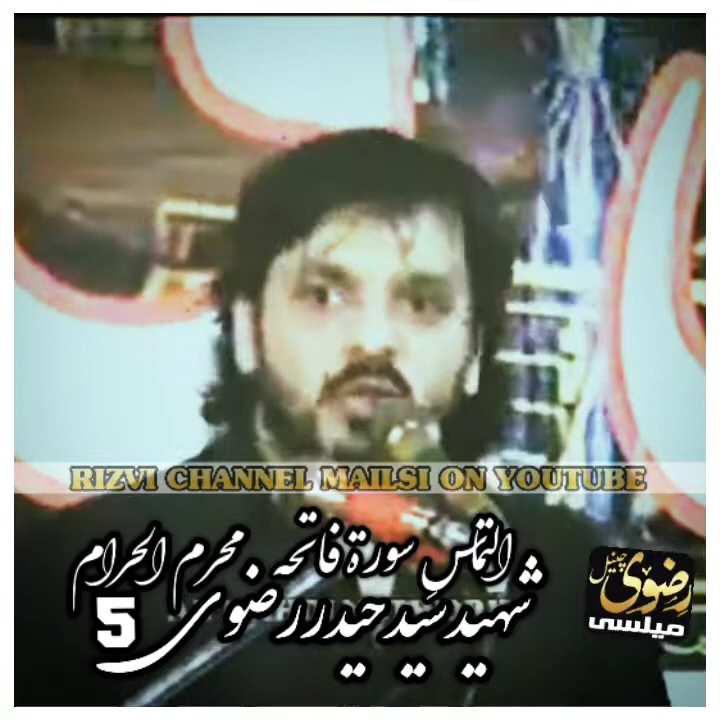 RIZVI CHANNEL MAILSI ON YOUTUBE
التماسِ سورۃ فاتحہ
محرم الحرام
5
شہید سید حیدر رضوی
رضوی چینل
میلسی